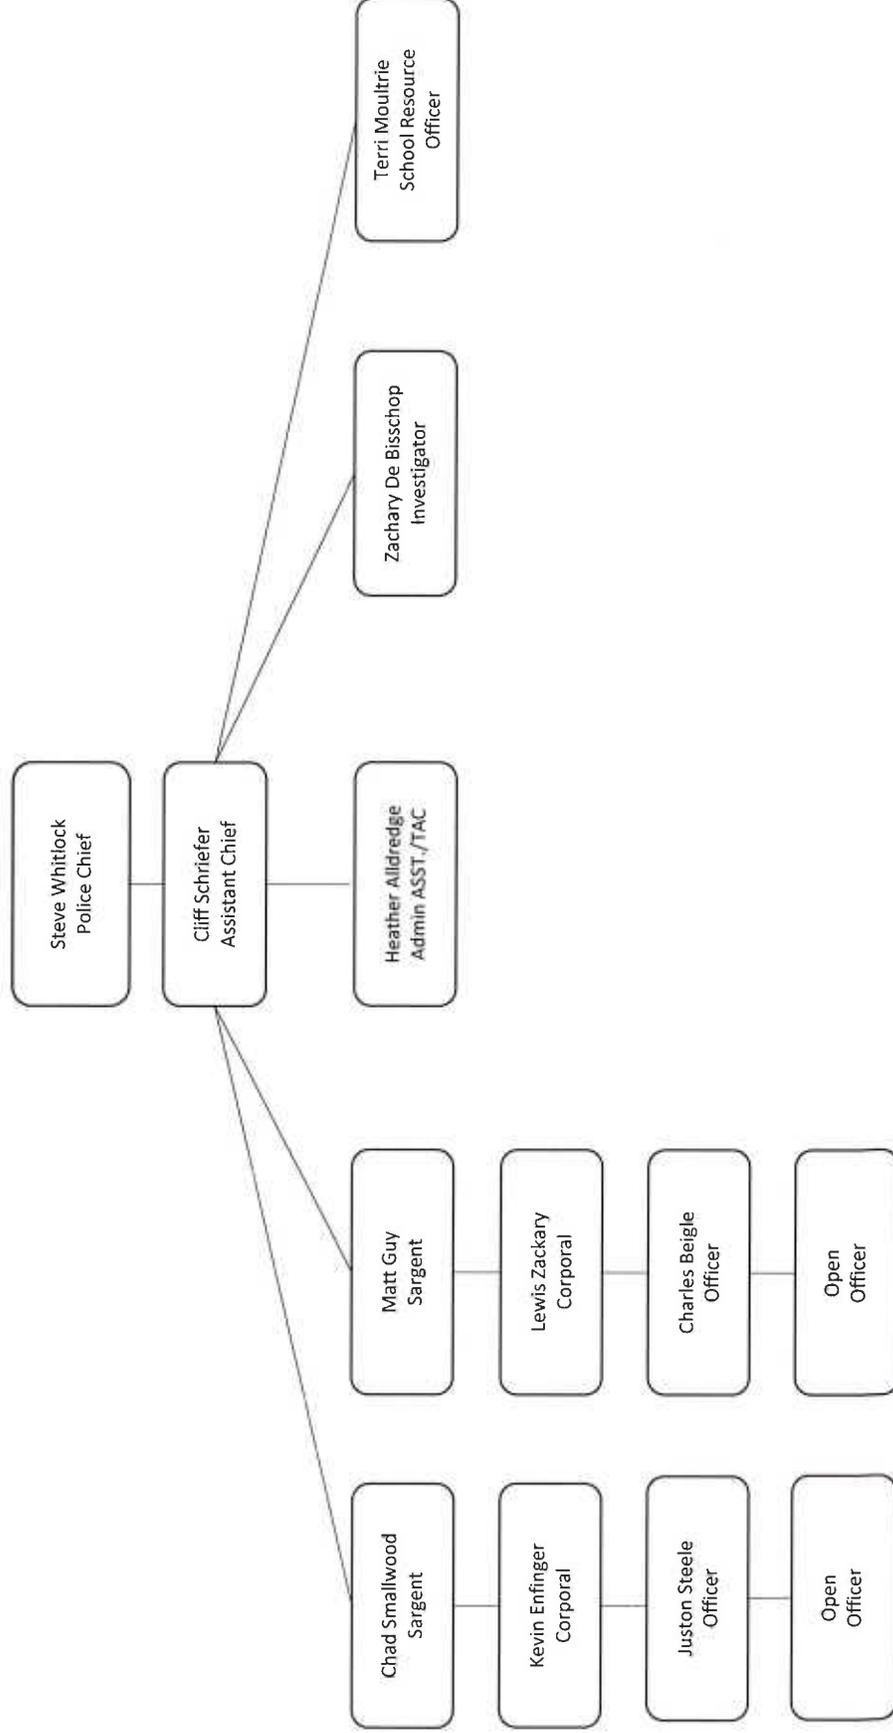 Steve Whitlock
Police Chief
Cliff Schriefer
Assistant Chief
Chad Smallwood
Sargent
Matt Guy
Sargent
Heather Alldredge
Admin ASST./TAC
Zachary De Bisschop
Investigator
Terri Moultrie
School Resource
Officer
Kevin Enfinger
Corporal
Lewis Zackary
Corporal
Juston Steele
Officer
Charles Beigle
Officer
Open
Officer
Open
Officer